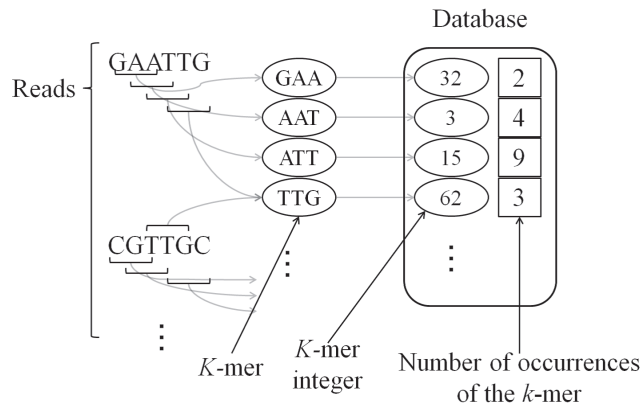 Database
Reads
GAATTG
GAA 32 2
AAT 3 4
ATT 15 9
TTG 62 3
CGTTGC
K-mer
K-mer
integer
Number of occurrences
of the k-mer